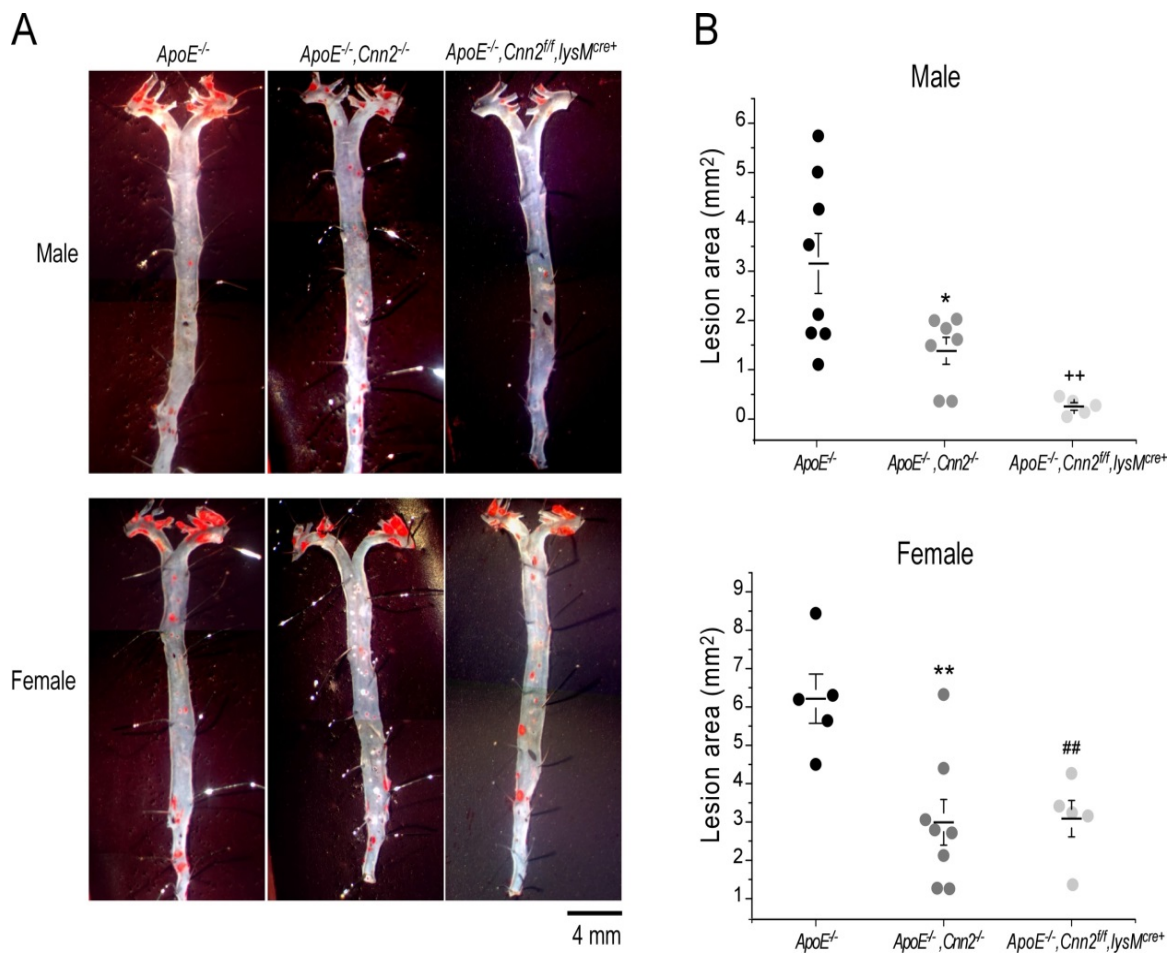 A
ApoE-/-
ApoE-/-,Cnn2-/-
ApoE-/-,Cnn2f/f,lysMcre+
Male
Female
4 mm
B
Male
Lesion area (mm2)
6
5
4
3
2
1
0
*
++
ApoE-/-
ApoE-/-,Cnn2-/-
ApoE-/-,Cnn2f/f,lysMcre+
Female
Lesion area (mm2)
9
8
7
6
5
4
3
2
1
**
##
ApoE-/-
ApoE-/-,Cnn2-/-
ApoE-/-,Cnn2f/f,lysMcre+